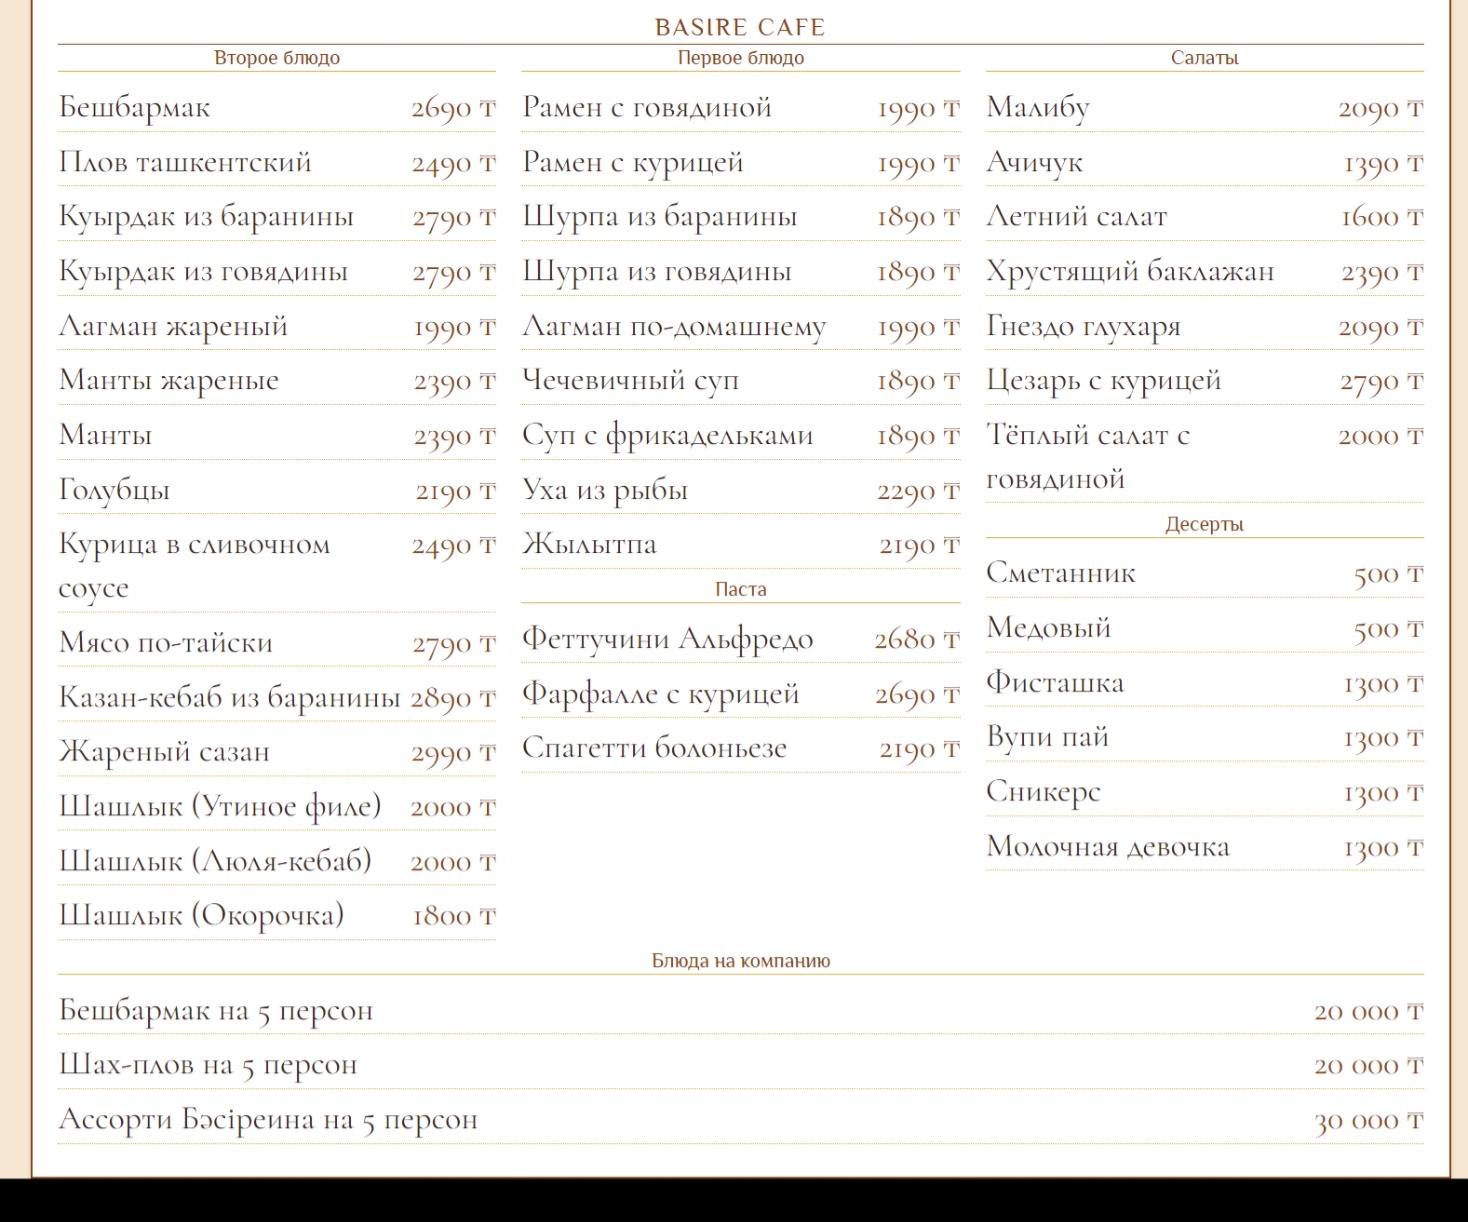 BASIRE CAFE
Второе блюдо
Бешбармак 2690 ₸
Плов ташкентский 2490 ₸
Куырдак из баранины 2790 ₸
Куырдак из говядины 2790 ₸
Лагман жареный 1990 ₸
Манты жареные 2390 ₸
Манты 2390 ₸
Голубцы 2190 ₸
Курица в сливочном 2490 ₸
соусе
Мясо по-тайски 2790 ₸
Казан-кебаб из баранины 2890 ₸
Жареный сазан 2990 ₸
Шашлык (Утиное филе) 2000 ₸
Шашлык (Люля-кебаб) 2000 ₸
Шашлык (Окорочка) 1800 ₸
Первое блюдо
Рамен с говядиной 1990 ₸
Рамен с курицей 1990 ₸
Шурпа из баранины 1890 ₸
Шурпа из говядины 1890 ₸
Лагман по-домашнему 1990 ₸
Чечевичный суп 1890 ₸
Суп с фрикадельками 1890 ₸
Уха из рыбы 2290 ₸
Жылытпа 2190 ₸
Паста
Феттучини Альфредо 2680 ₸
Фарфалле с курицей 2690 ₸
Спагетти болоньезе 2190 ₸
Салаты
Малибу 2090 ₸
Ачичук 1390 ₸
Летний салат 1600 ₸
Хрустящий баклажан 2390 ₸
Гнездо глухаря 2090 ₸
Цезарь с курицей 2790 ₸
Тёплый салат с 2000 ₸
говядиной
Десерты
Сметанник 500 ₸
Медовый 500 ₸
Фисташка 1300 ₸
Вупи пай 1300 ₸
Сникерс 1300 ₸
Молочная девочка 1300 ₸
Блюда на компанию
Бешбармак на 5 персон 20 000 ₸
Шах-плов на 5 персон 20 000 ₸
Ассорти Бәсіреина на 5 персон 30 000 ₸